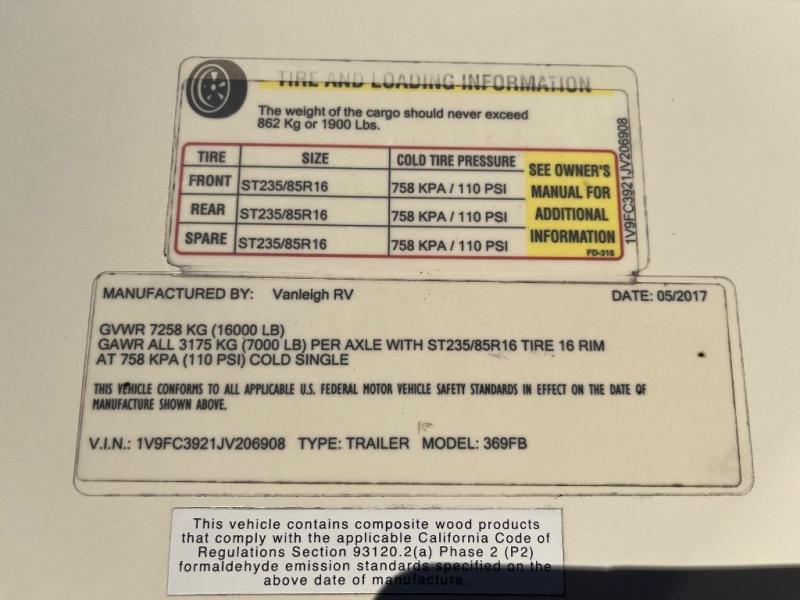 TIRE AND LOADING INFORMATION
The weight of the cargo should never exceed
862 Kg or 1900 Lbs.
TIRE SIZE COLD TIRE PRESSURE
FRONT ST235/85R16 758 KPA / 110 PSI
REAR ST235/85R16 758 KPA / 110 PSI
SPARE ST235/85R16 758 KPA / 110 PSI
SEE OWNER'S
MANUAL FOR
ADDITIONAL
INFORMATION
FD-316
1V9FC3921JV206908
MANUFACTURED BY: Vanleigh RV DATE: 05/2017
GVWR 7258 KG (16000 LB)
GAWR ALL 3175 KG (7000 LB) PER AXLE WITH ST235/85R16 TIRE 16 RIM
AT 758 KPA (110 PSI) COLD SINGLE
THIS VEHICLE CONFORMS TO ALL APPLICABLE U.S. FEDERAL MOTOR VEHICLE SAFETY STANDARDS IN EFFECT ON THE DATE OF
MANUFACTURE SHOWN ABOVE.
V.I.N.: 1V9FC3921JV206908 TYPE: TRAILER MODEL: 369FB
This vehicle contains composite wood products
that comply with the applicable California Code of
Regulations Section 93120.2(a) Phase 2 (P2)
formaldehyde emission standards specified on the
above date of manufacture.